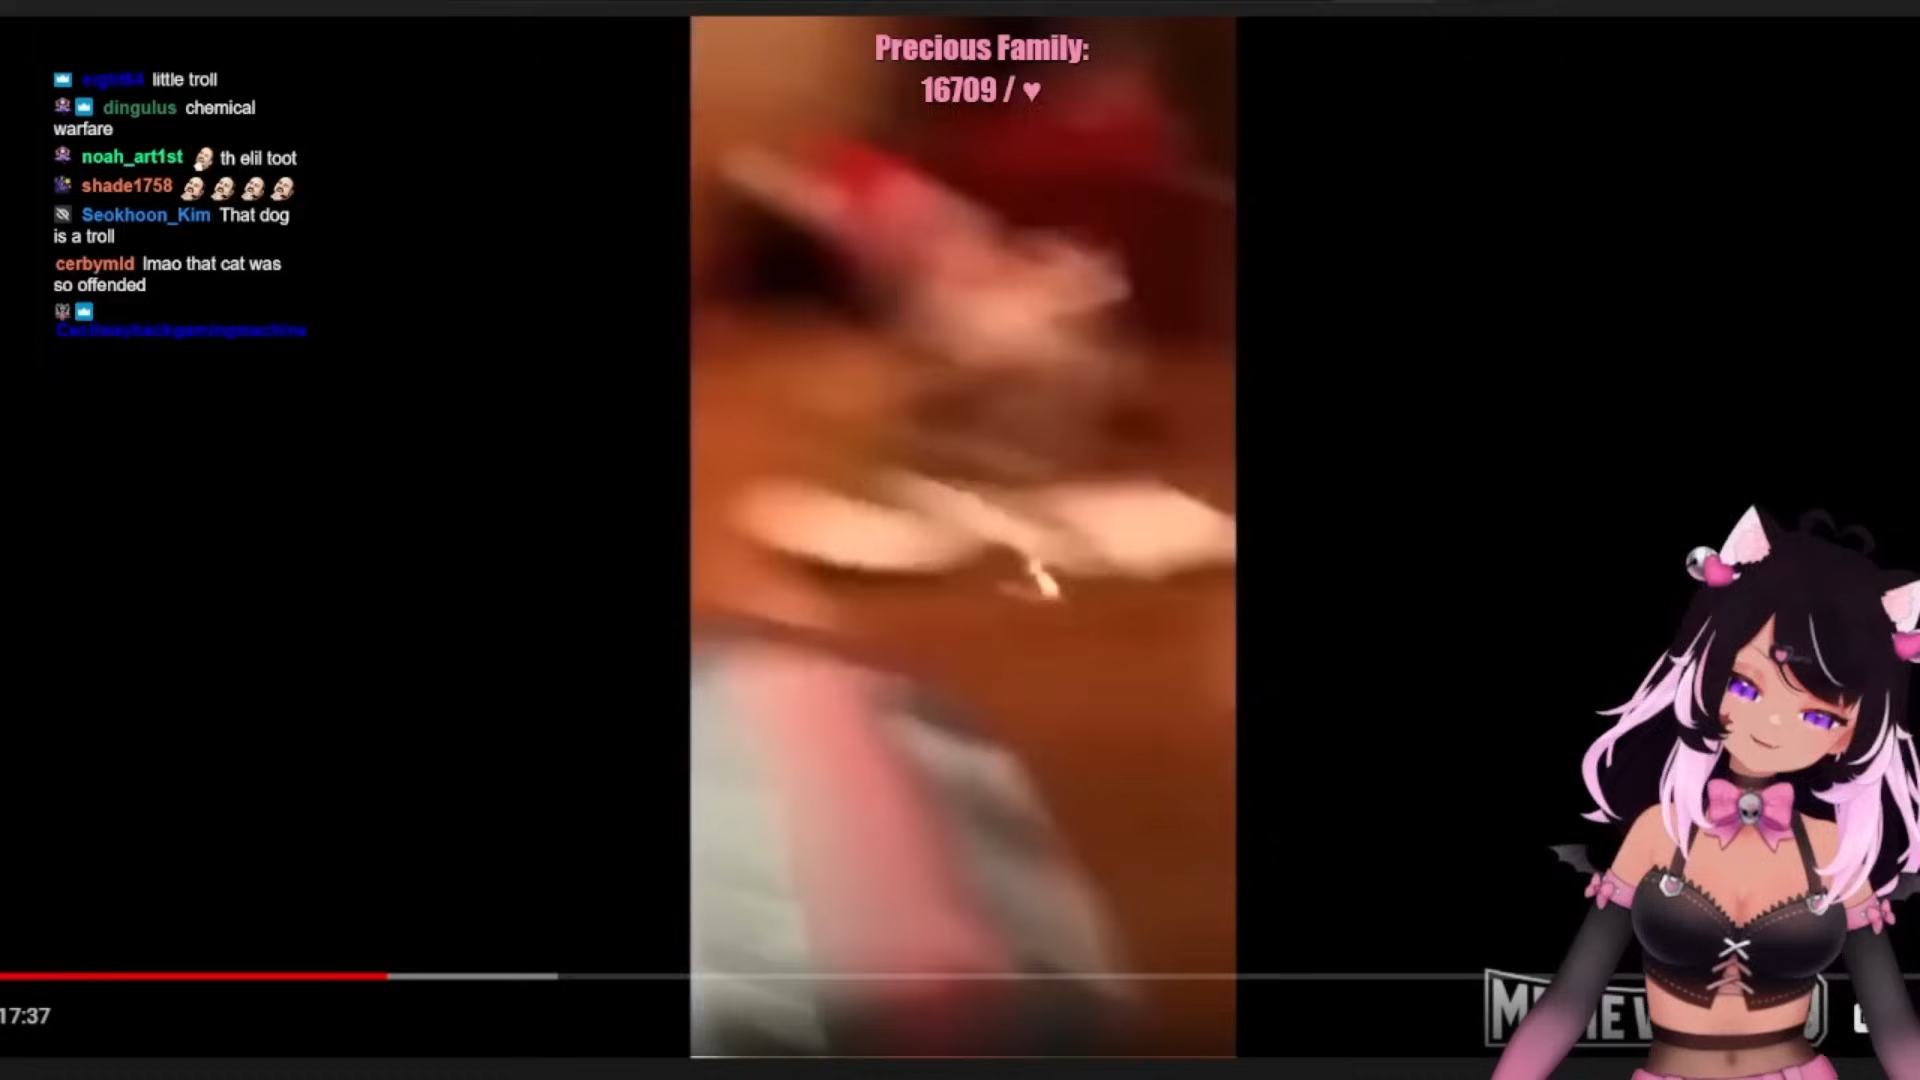 Precious Family:
16709 / ♥
eight64 little troll
dingulus chemical
warfare
noah_art1st th elil toot
shade1758
Seokhoon_Kim That dog
is a troll
cerbymld lmao that cat was
so offended
17:37